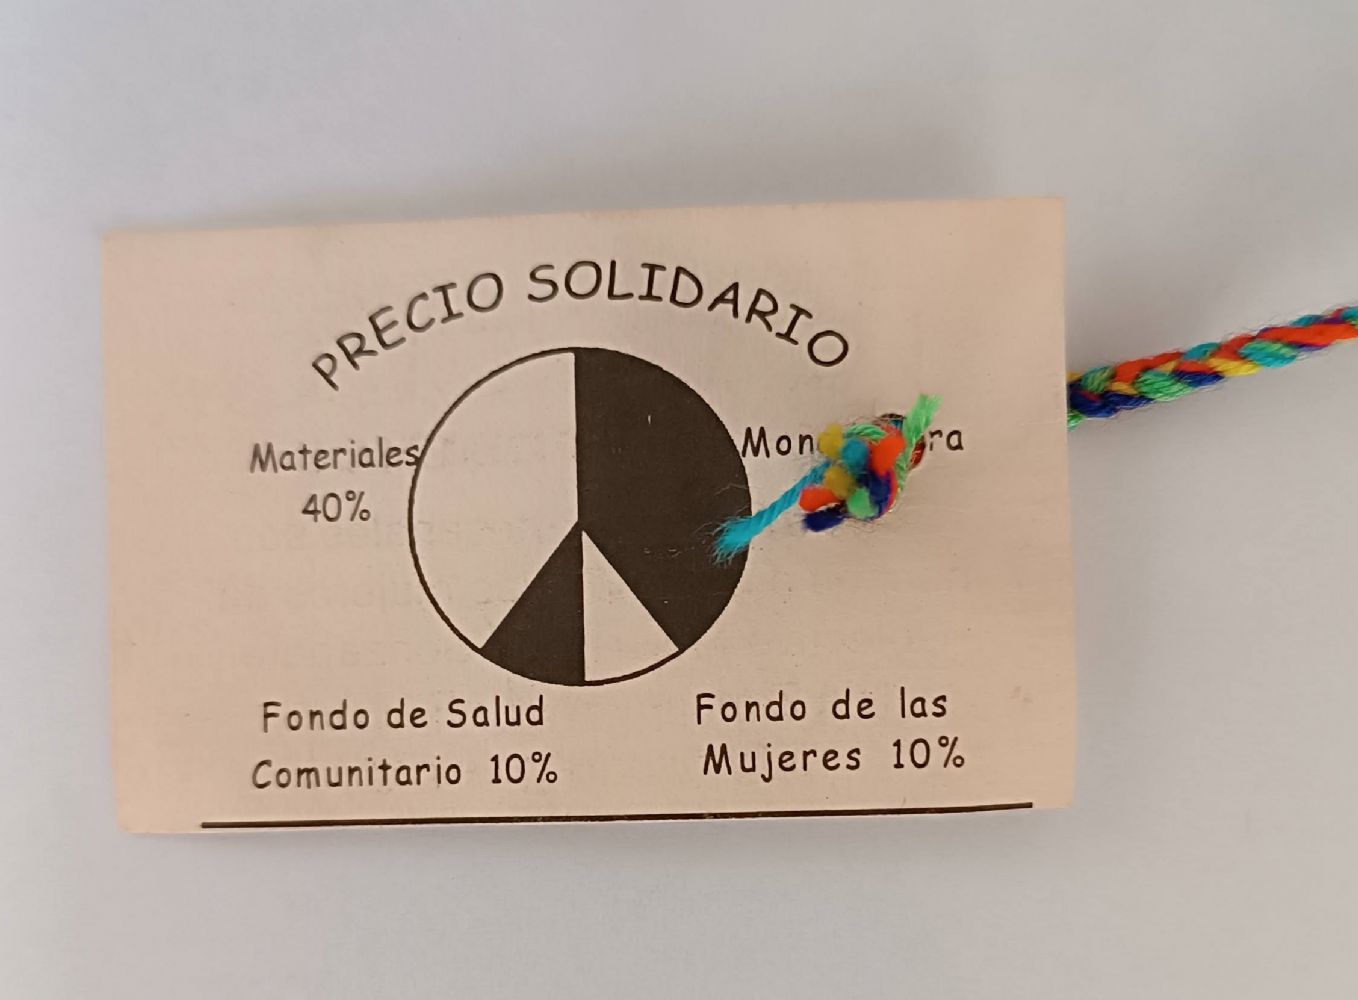 PRECIO SOLIDARIO
Materiales
40%
Fondo de Salud
Comunitario 10%
Fondo de las
Mujeres 10%